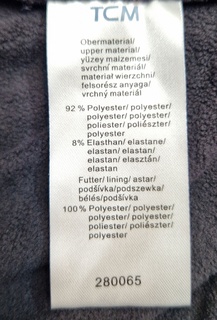 TCM
Obermaterial/
upper material/
yüzey malzemesi/
svrchní materiál/
materiał wierzchni/
felsőrész anyaga/
vrchný materiál
92 % Polyester/ polyester/
polyester/ polyester/
poliester/ poliészter/
polyester
8% Elasthan/ elastane/
elastan/ elastan/
elastan/ elasztán/
elastan
Futter/ lining/ astar/
podšívka/podszewka/
bélés/podšívka
100 % Polyester/ polyester/
polyester/ polyester/
poliester/ poliészter/
polyester
280065